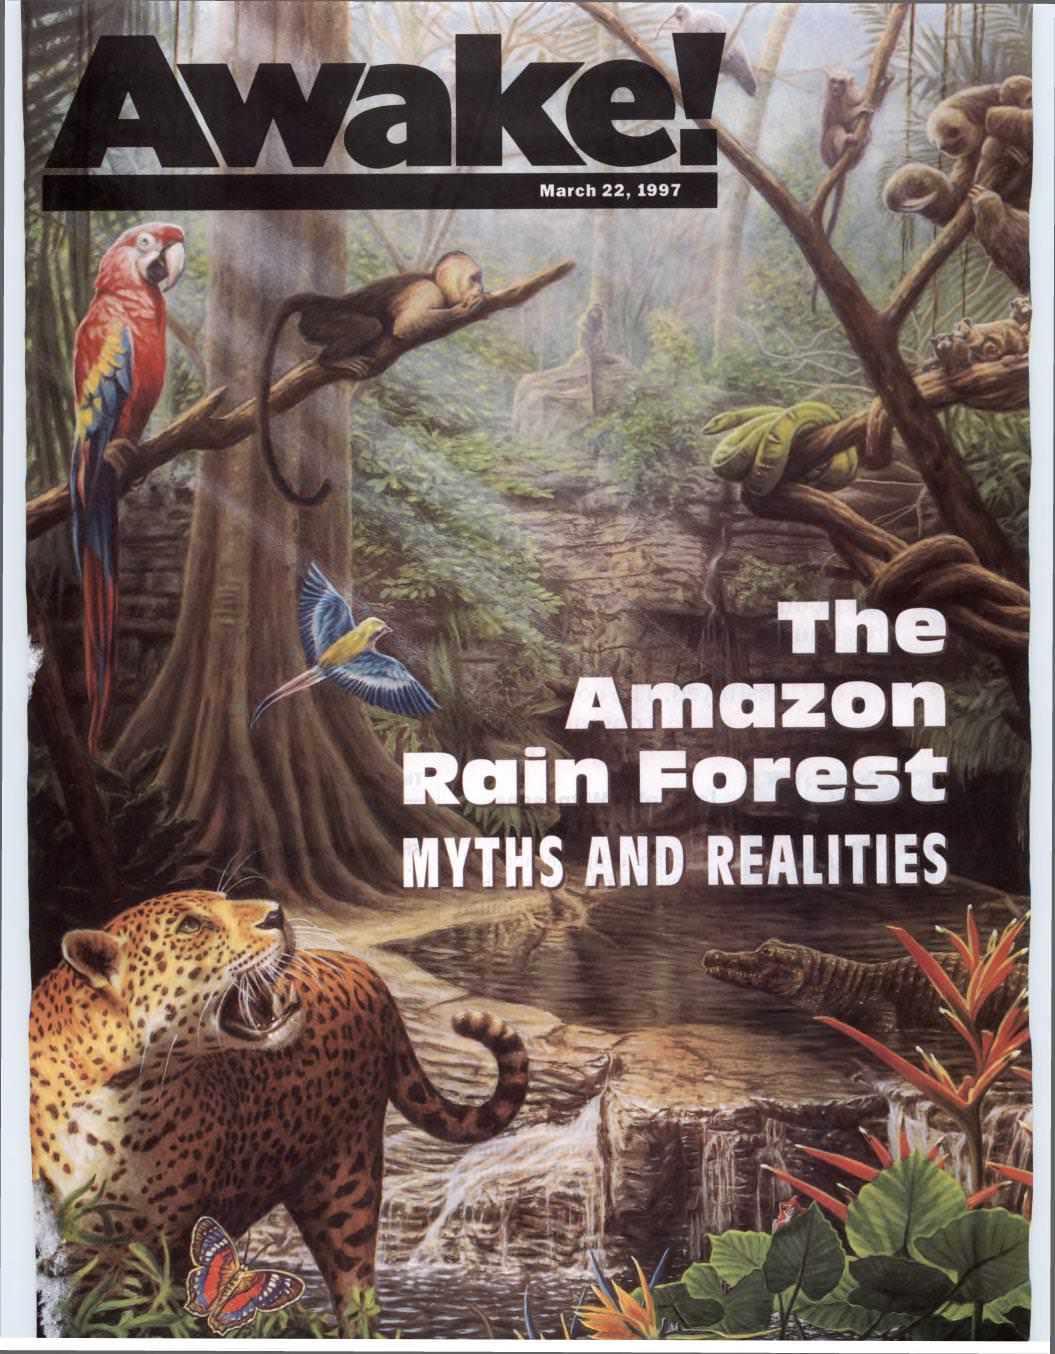 Awake!
March 22, 1997
The
Amazon
Rain Forest
MYTHS AND REALITIES